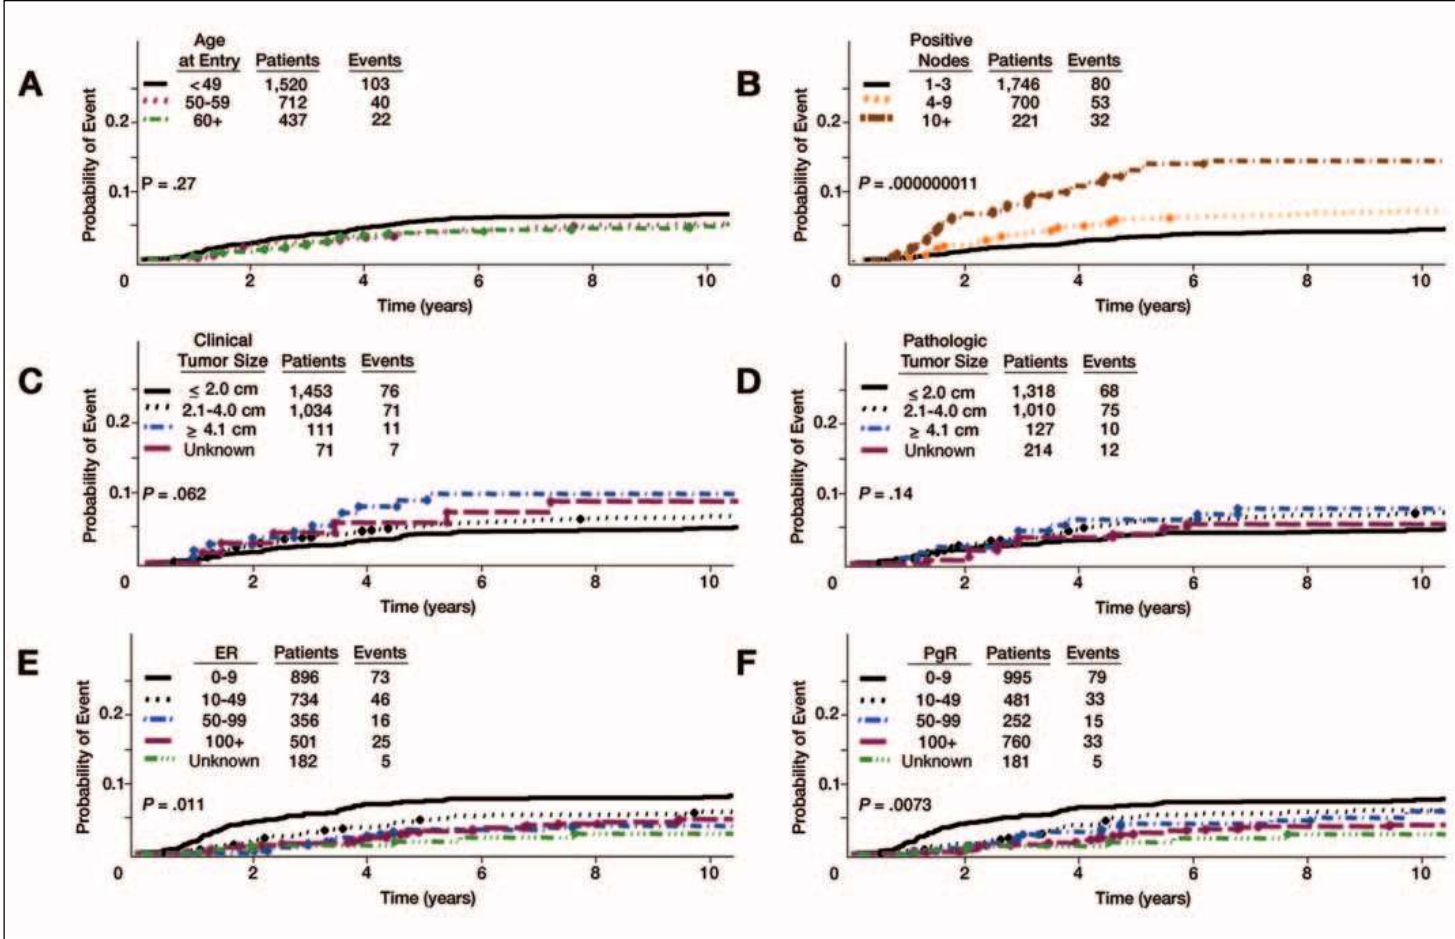 A
Age
at Entry Patients Events
<49 1,520 103
50-59 712 40
60+ 437 22
Probability of Event
0.2
0.1
P = .27
0 2 4 6 8 10
Time (years)
B
Positive
Nodes Patients Events
1-3 1,746 80
4-9 700 53
10+ 221 32
Probability of Event
0.2
0.1
P = .000000011
0 2 4 6 8 10
Time (years)
C
Clinical
Tumor Size Patients Events
≤ 2.0 cm 1,453 76
2.1-4.0 cm 1,034 71
≥ 4.1 cm 111 11
Unknown 71 7
Probability of Event
0.2
0.1
P = .062
0 2 4 6 8 10
Time (years)
D
Pathologic
Tumor Size Patients Events
≤ 2.0 cm 1,318 68
2.1-4.0 cm 1,010 75
≥ 4.1 cm 127 10
Unknown 214 12
Probability of Event
0.2
0.1
P = .14
0 2 4 6 8 10
Time (years)
E
ER Patients Events
0-9 896 73
10-49 734 46
50-99 356 16
100+ 501 25
Unknown 182 5
Probability of Event
0.2
0.1
P = .011
0 2 4 6 8 10
Time (years)
F
PgR Patients Events
0-9 995 79
10-49 481 33
50-99 252 15
100+ 760 33
Unknown 181 5
Probability of Event
0.2
0.1
P = .0073
0 2 4 6 8 10
Time (years)